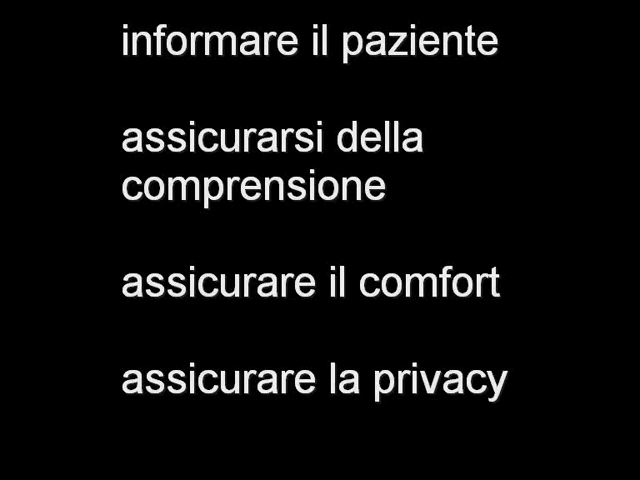 informare il paziente
assicurarsi della
comprensione
assicurare il comfort
assicurare la privacy